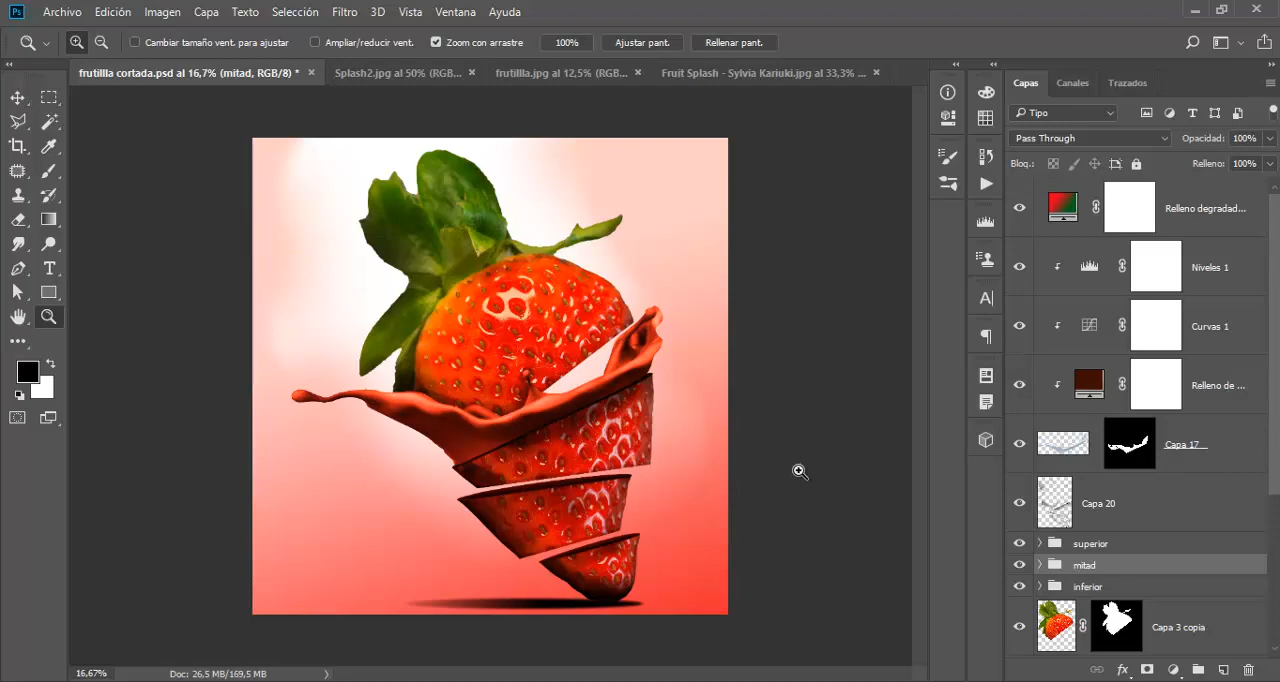 Ps Archivo Edición Imagen Capa Texto Selección Filtro 3D Vista Ventana Ayuda
Cambiar tamaño vent. para ajustar Ampliar/reducir vent. Zoom con arrastre 100% Ajustar pant. Rellenar pant.
frutillla cortada.psd al 16,7% (mitad, RGB/8) * Splash2.jpg al 50% (RGB... frutillla.jpg al 12,5% (RGB... Fruit Splash - Sylvia Kariuki.jpg al 33,3% ...
Capas Canales Trazados
Tipo
Pass Through Opacidad: 100%
Bloq.: Relleno: 100%
Relleno degradad...
Niveles 1
Curvas 1
Relleno de ...
Capa 17
Capa 20
superior
mitad
inferior
Capa 3 copia
16,67% Doc: 26,5 MB/169,5 MB